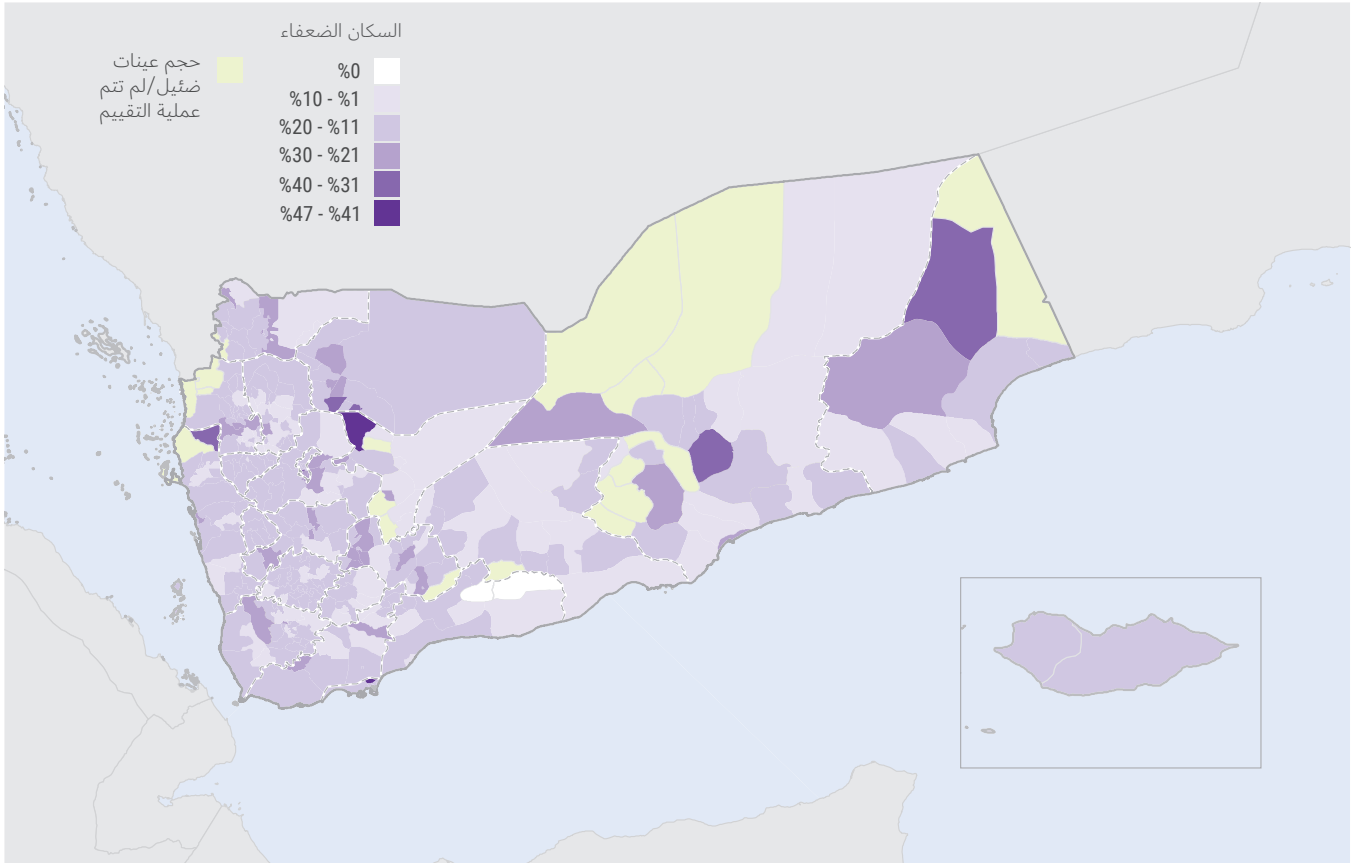 السكان الضعفاء
%0
%10 - %1
%20 - %11
%30 - %21
%40 - %31
%47 - %41
حجم عينات
ضئيل/لم تتم
عملية التقييم